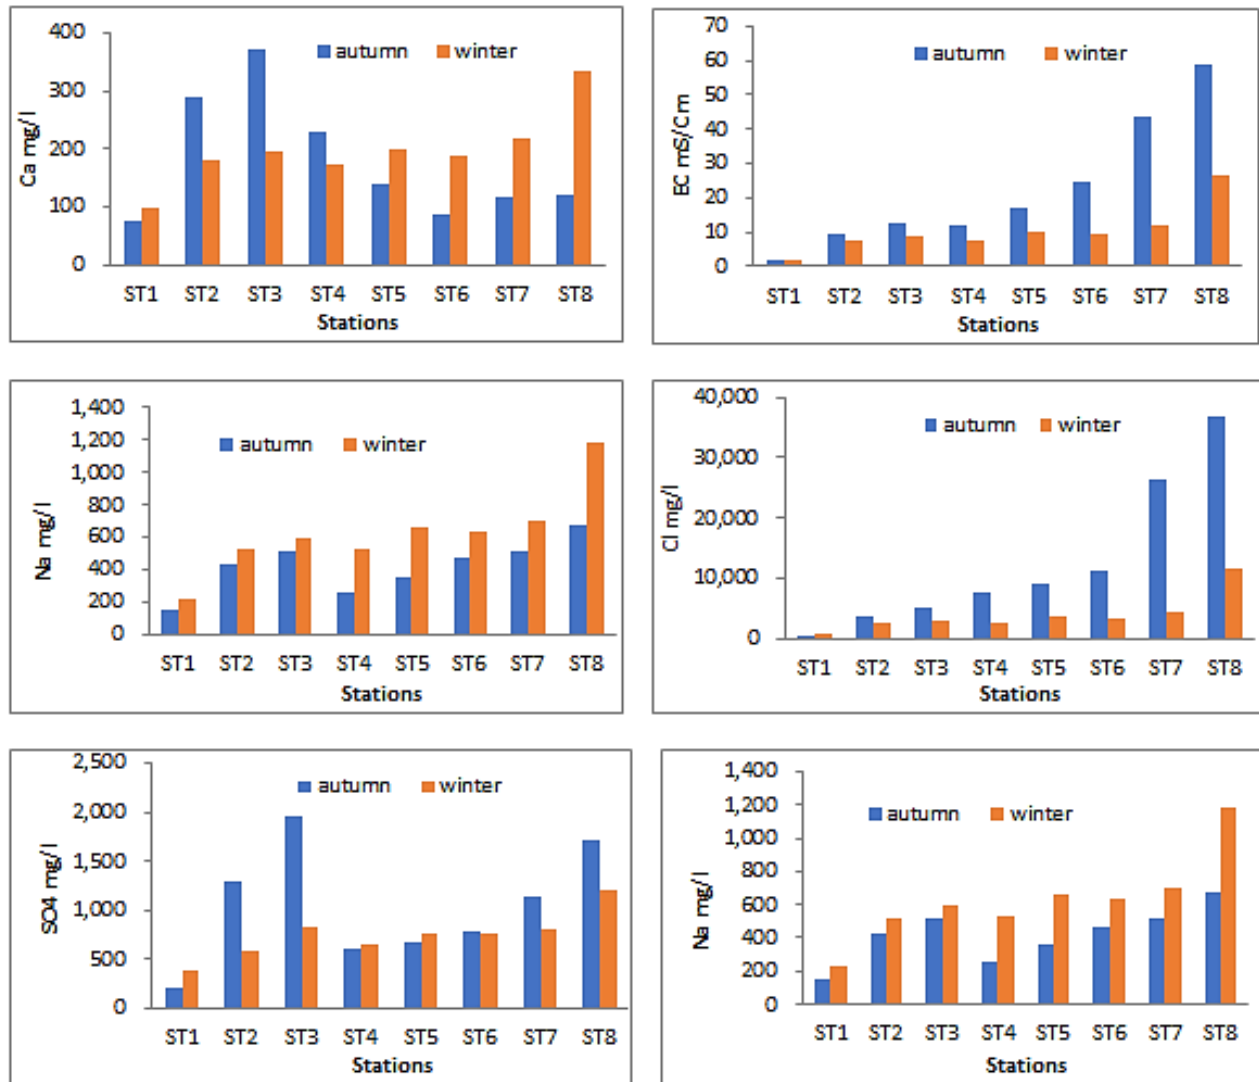 400
300
200
100
0
Ca mg/l
autumn winter
ST1 ST2 ST3 ST4 ST5 ST6 ST7 ST8
Stations
70
60
50
40
30
20
10
0
EC mS/Cm
autumn winter
ST1 ST2 ST3 ST4 ST5 ST6 ST7 ST8
Stations
1,400
1,200
1,000
800
600
400
200
0
Na mg/l
autumn winter
ST1 ST2 ST3 ST4 ST5 ST6 ST7 ST8
Stations
40,000
30,000
20,000
10,000
0
Cl mg/l
autumn winter
ST1 ST2 ST3 ST4 ST5 ST6 ST7 ST8
Stations
2,500
2,000
1,500
1,000
500
0
SO4 mg/l
autumn winter
ST1 ST2 ST3 ST4 ST5 ST6 ST7 ST8
Stations
1,400
1,200
1,000
800
600
400
200
0
Na mg/l
autumn winter
ST1 ST2 ST3 ST4 ST5 ST6 ST7 ST8
Stations